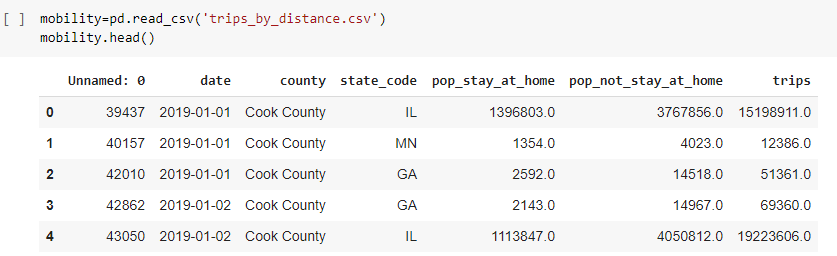 [ ] mobility=pd.read_csv('trips_by_distance.csv')
mobility.head()
Unnamed: 0 date county state_code pop_stay_at_home pop_not_stay_at_home trips
0 39437 2019-01-01 Cook County IL 1396803.0 3767856.0 15198911.0
1 40157 2019-01-01 Cook County MN 1354.0 4023.0 12386.0
2 42010 2019-01-01 Cook County GA 2592.0 14518.0 51361.0
3 42862 2019-01-02 Cook County GA 2143.0 14967.0 69360.0
4 43050 2019-01-02 Cook County IL 1113847.0 4050812.0 19223606.0